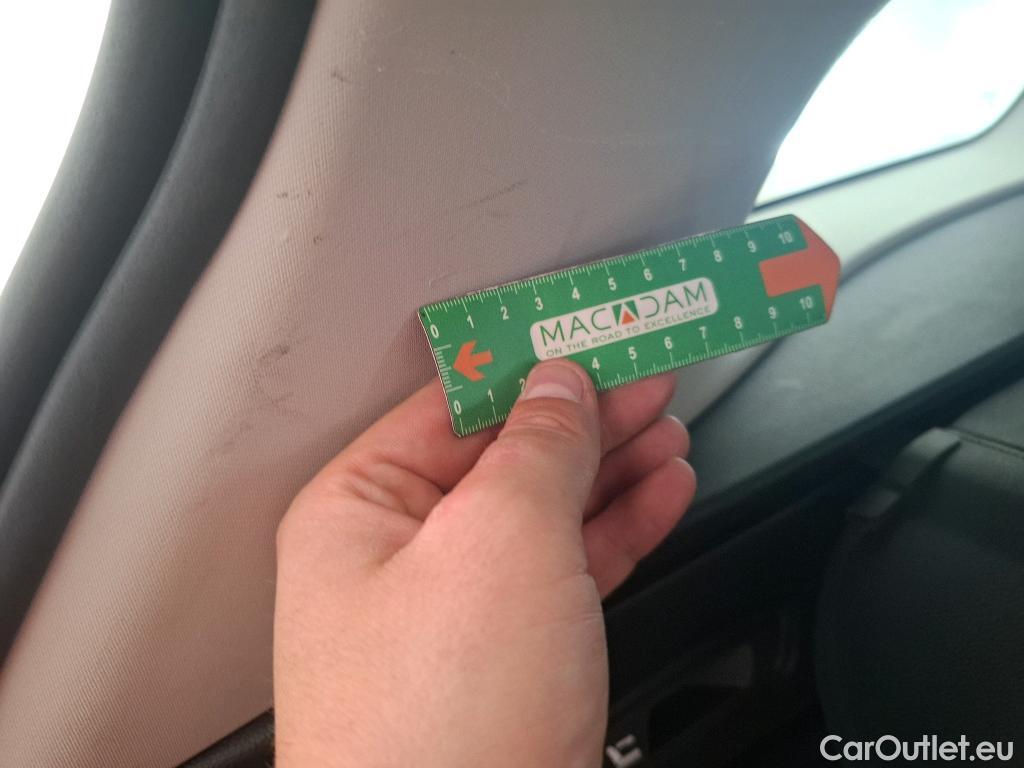 0 1 2 3 4 5 6 7 8 9 10
MACADAM
ON THE ROAD TO EXCELLENCE
0 1 2 4 5 6 7 8 9 10
CarOutlet.eu